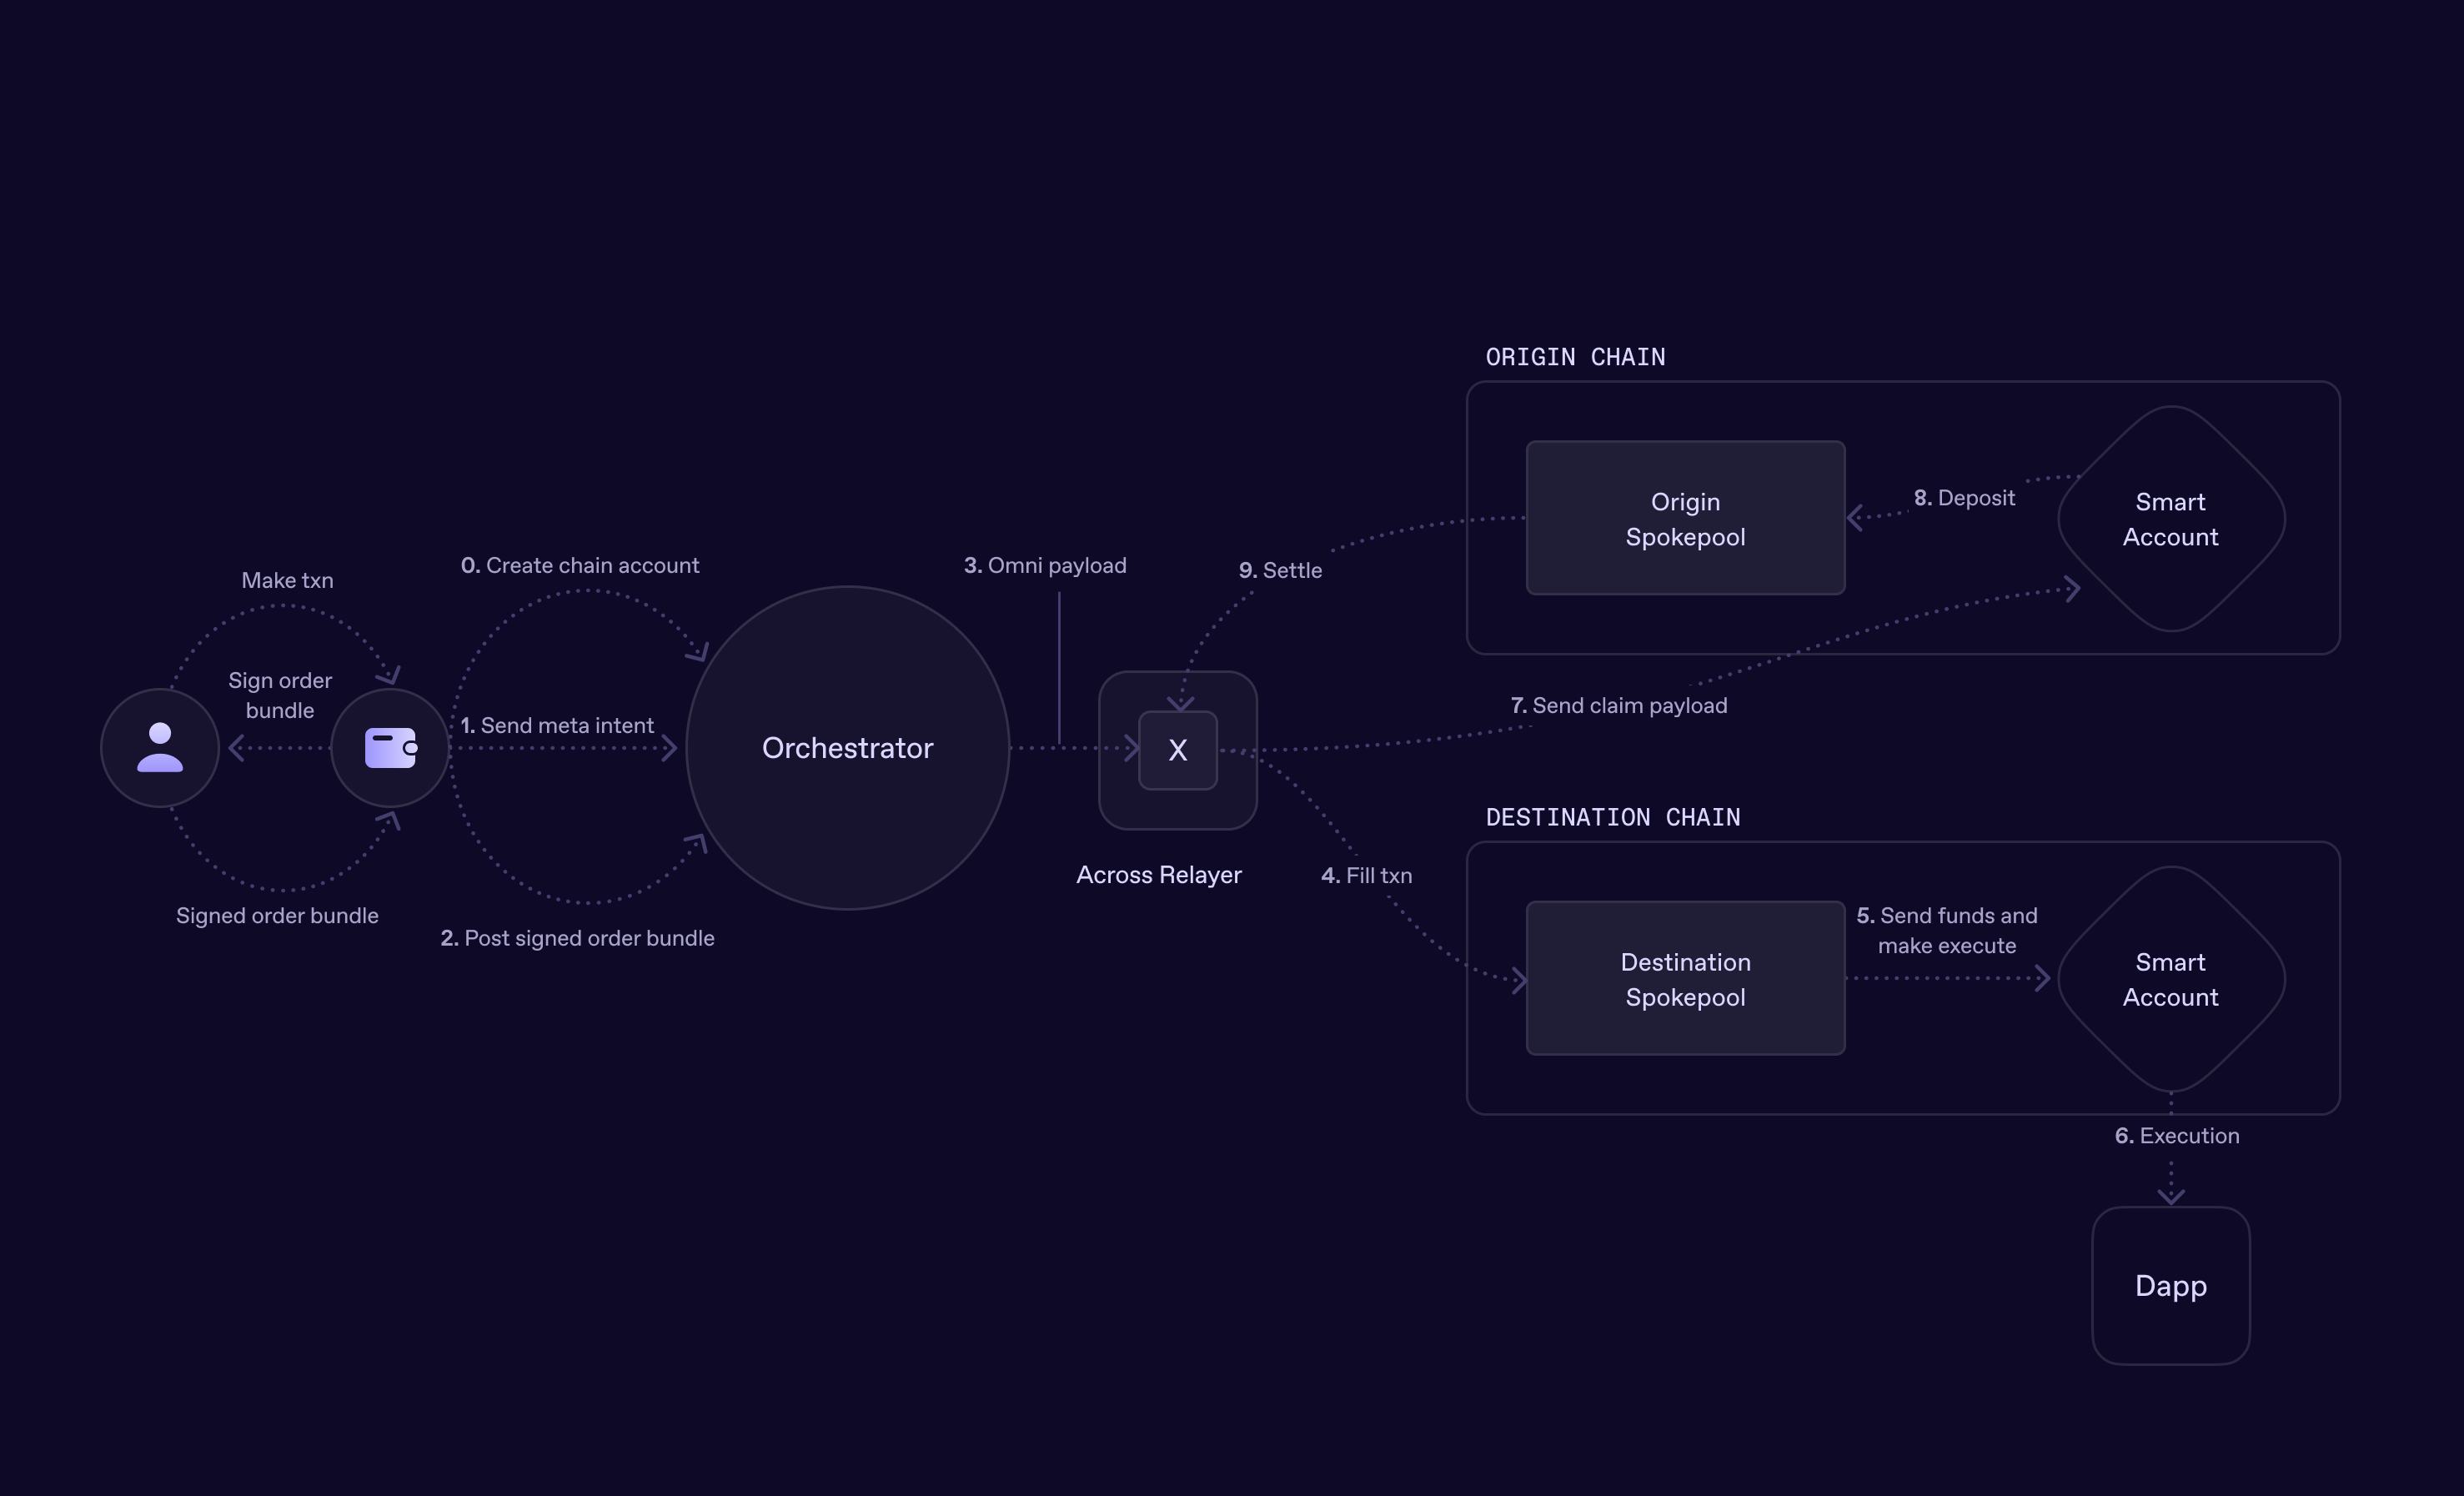 Make txn
Sign order
bundle
Signed order bundle
0. Create chain account
1. Send meta intent
2. Post signed order bundle
Orchestrator
3. Omni payload
X
Across Relayer
9. Settle
4. Fill txn
7. Send claim payload
ORIGIN CHAIN
Origin
Spokepool
8. Deposit
Smart
Account
DESTINATION CHAIN
Destination
Spokepool
5. Send funds and
make execute
Smart
Account
6. Execution
Dapp